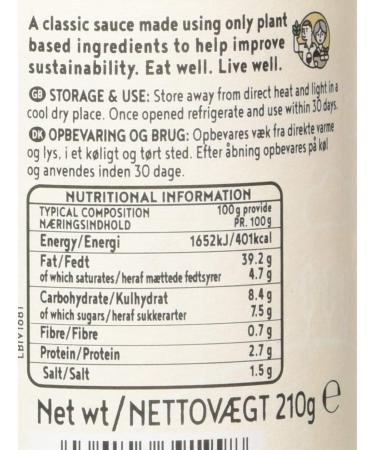 A classic sauce made using only plant
based ingredients to help improve
sustainability. Eat well. Live well.
GB STORAGE & USE: Store away from direct heat and light in a
cool dry place. Once opened refrigerate and use within 30 days.
DK OPBEVARING OG BRUG: Opbevares væk fra direkte varme
og lys, i et køligt og tørt sted. Efter åbning opbevares på køl
og anvendes inden 30 dage.
NUTRITIONAL INFORMATION
TYPICAL COMPOSITION 100g provide
NÆRINGSINDHOLD PR. 100g
Energy/Energi 1652kJ/401kcal
Fat/Fedt 39.2g
of which saturates/heraf mættede fedtsyrer 4.7g
Carbohydrate/Kulhydrat 8.4g
of which sugars/heraf sukkerarter 7.5g
Fibre/Fibre 0.7g
Protein/Protein 2.7g
Salt/Salt 1.5g
Net wt/NETTOVÆGT 210g e